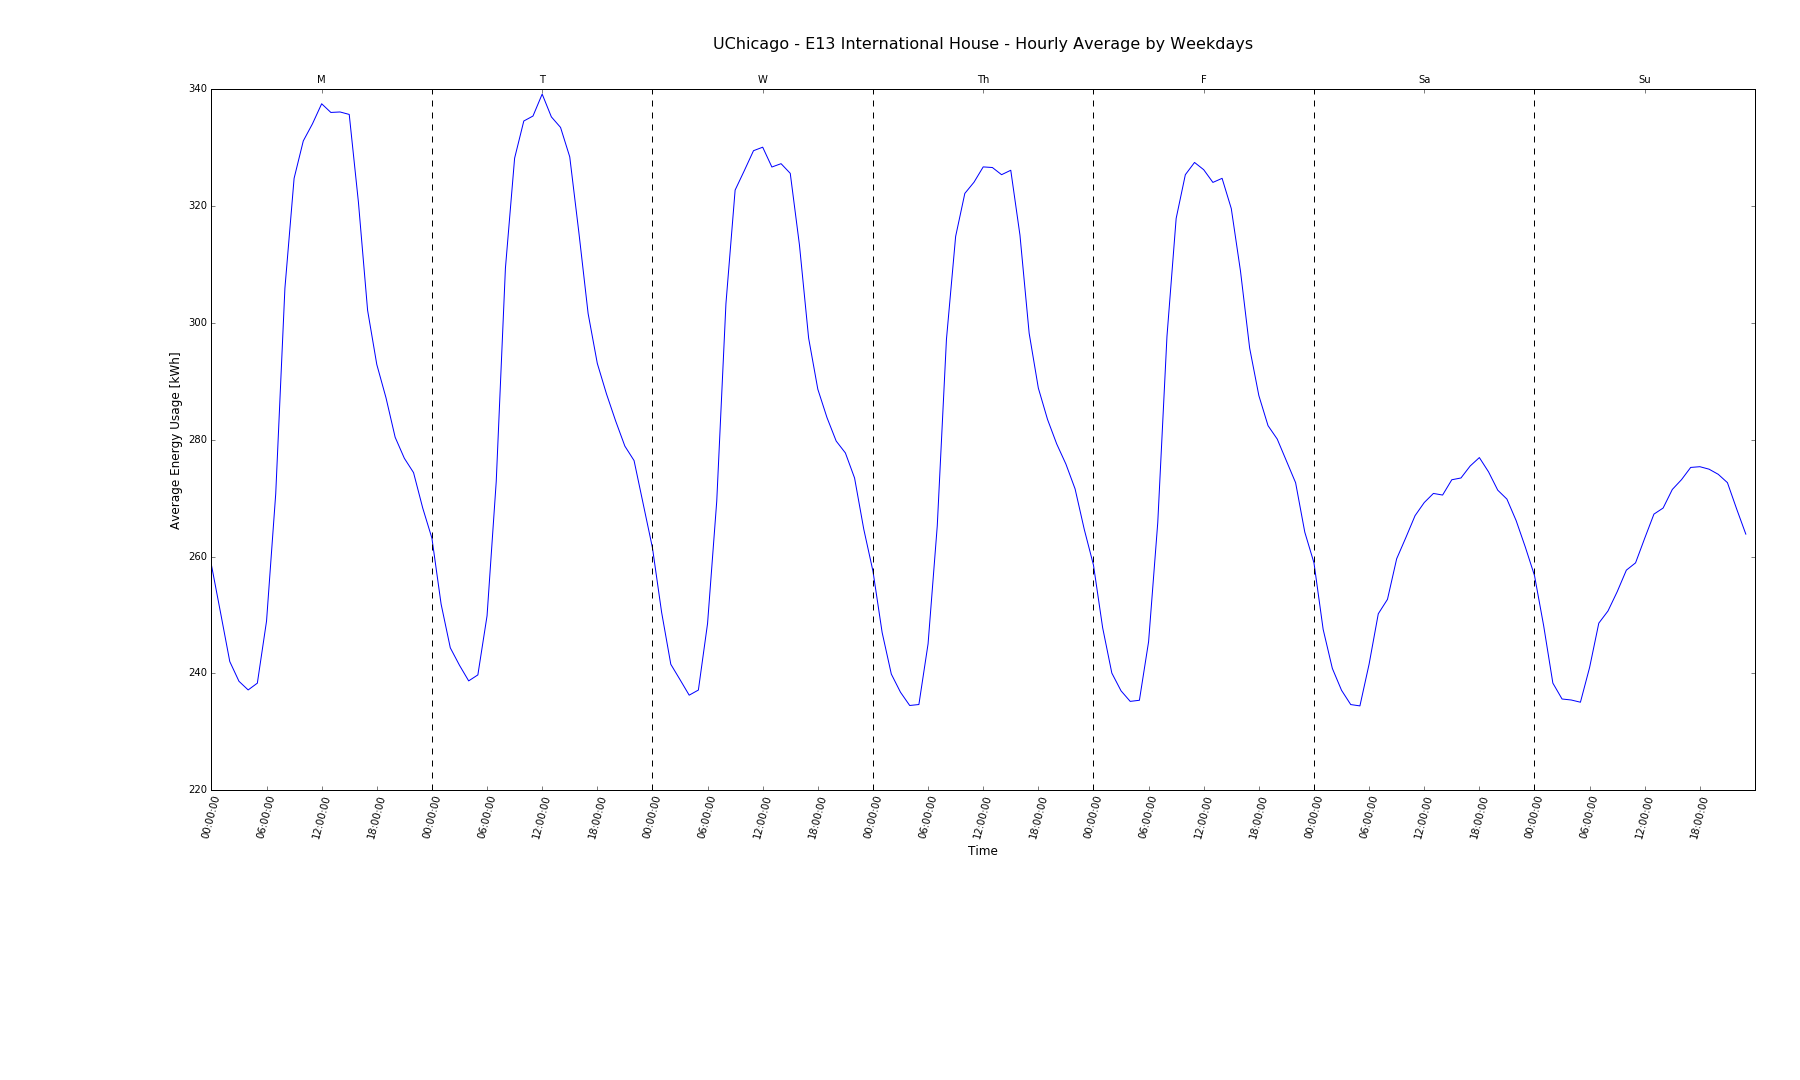 UChicago - E13 International House - Hourly Average by Weekdays
M T W Th F Sa Su
340
320
300
280
260
240
220
Average Energy Usage [kWh]
00:00:00 06:00:00 12:00:00 18:00:00 00:00:00 06:00:00 12:00:00 18:00:00 00:00:00 06:00:00 12:00:00 18:00:00 00:00:00 06:00:00 12:00:00 18:00:00 00:00:00 06:00:00 12:00:00 18:00:00 00:00:00 06:00:00 12:00:00 18:00:00 00:00:00 06:00:00 12:00:00 18:00:00
Time